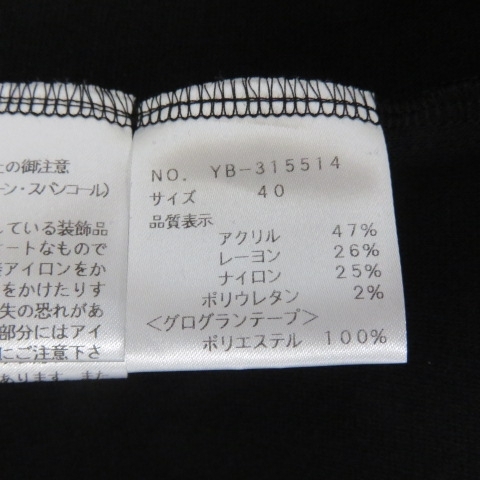 上の御注意
ーン・スパンコール)
している装飾品
ケートなもので
アイロンをか
をかけたりす
失の恐れがあ
部分にはアイ
にご注意下さ
あります。また
NO. YB-315514
サイズ 40
品質表示
アクリル 47%
レーヨン 26%
ナイロン 25%
ポリウレタン 2%
<グログランテープ>
ポリエステル 100%